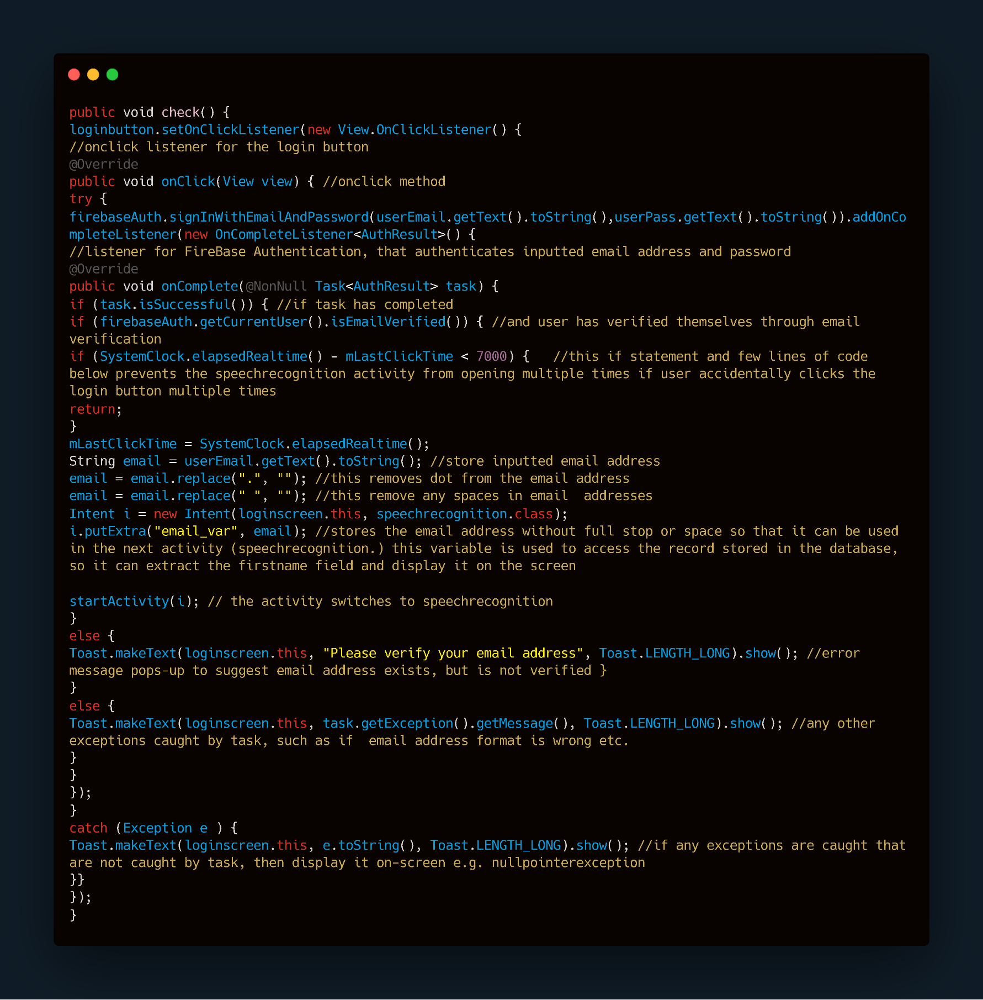 public void check() {
loginbutton.setOnClickListener(new View.OnClickListener() {
//onclick listener for the login button
@Override
public void onClick(View view) { //onclick method
try {
firebaseAuth.signInWithEmailAndPassword(userEmail.getText().toString(),userPass.getText().toString()).addOnCo
mpleteListener(new OnCompleteListener<AuthResult>() {
//listener for FireBase Authentication, that authenticates inputted email address and password
@Override
public void onComplete(@NonNull Task<AuthResult> task) {
if (task.isSuccessful()) { //if task has completed
if (firebaseAuth.getCurrentUser().isEmailVerified()) { //and user has verified themselves through email
verification
if (SystemClock.elapsedRealtime() - mLastClickTime < 7000) {   //this if statement and few lines of code
below prevents the speechrecognition activity from opening multiple times if user accidentally clicks the
login button multiple times
return;
}
mLastClickTime = SystemClock.elapsedRealtime();
String email = userEmail.getText().toString(); //store inputted email address
email = email.replace(".", ""); //this removes dot from the email address
email = email.replace(" ", ""); //this remove any spaces in email  addresses
Intent i = new Intent(loginscreen.this, speechrecognition.class);
i.putExtra("email_var", email); //stores the email address without full stop or space so that it can be used
in the next activity (speechrecognition.) this variable is used to access the record stored in the database,
so it can extract the firstname field and display it on the screen

startActivity(i); // the activity switches to speechrecognition
}
else {
Toast.makeText(loginscreen.this, "Please verify your email address", Toast.LENGTH_LONG).show(); //error
message pops-up to suggest email address exists, but is not verified }
}
else {
Toast.makeText(loginscreen.this, task.getException().getMessage(), Toast.LENGTH_LONG).show(); //any other
exceptions caught by task, such as if  email address format is wrong etc.
}
}
});
}
catch (Exception e ) {
Toast.makeText(loginscreen.this, e.toString(), Toast.LENGTH_LONG).show(); //if any exceptions are caught that
are not caught by task, then display it on-screen e.g. nullpointerexception
}}
});
}